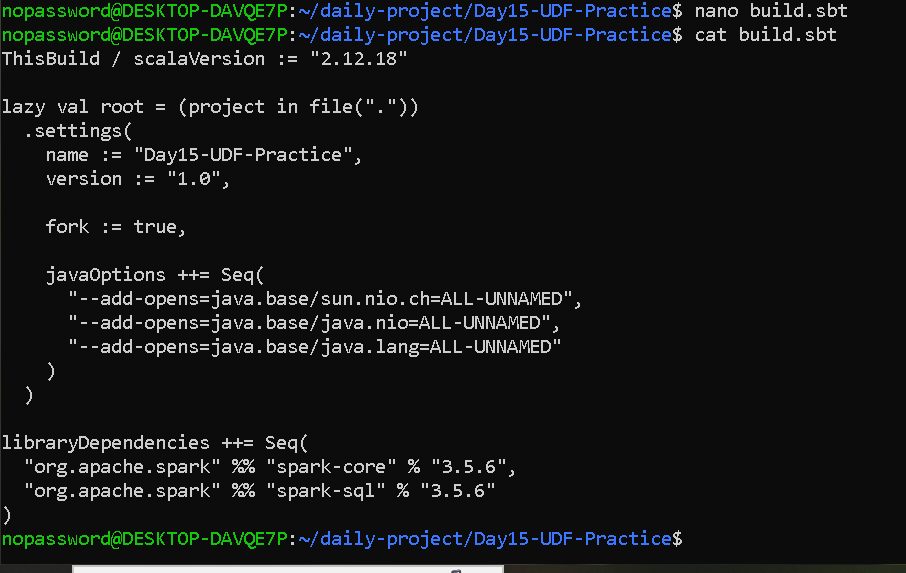 nopassword@DESKTOP-DAVQE7P:~/daily-project/Day15-UDF-Practice$ nano build.sbt
nopassword@DESKTOP-DAVQE7P:~/daily-project/Day15-UDF-Practice$ cat build.sbt
ThisBuild / scalaVersion := "2.12.18"

lazy val root = (project in file("."))
  .settings(
    name := "Day15-UDF-Practice",
    version := "1.0",

    fork := true,

    javaOptions ++= Seq(
      "--add-opens=java.base/sun.nio.ch=ALL-UNNAMED",
      "--add-opens=java.base/java.nio=ALL-UNNAMED",
      "--add-opens=java.base/java.lang=ALL-UNNAMED"
    )
  )

libraryDependencies ++= Seq(
  "org.apache.spark" %% "spark-core" % "3.5.6",
  "org.apache.spark" %% "spark-sql" % "3.5.6"
)
nopassword@DESKTOP-DAVQE7P:~/daily-project/Day15-UDF-Practice$